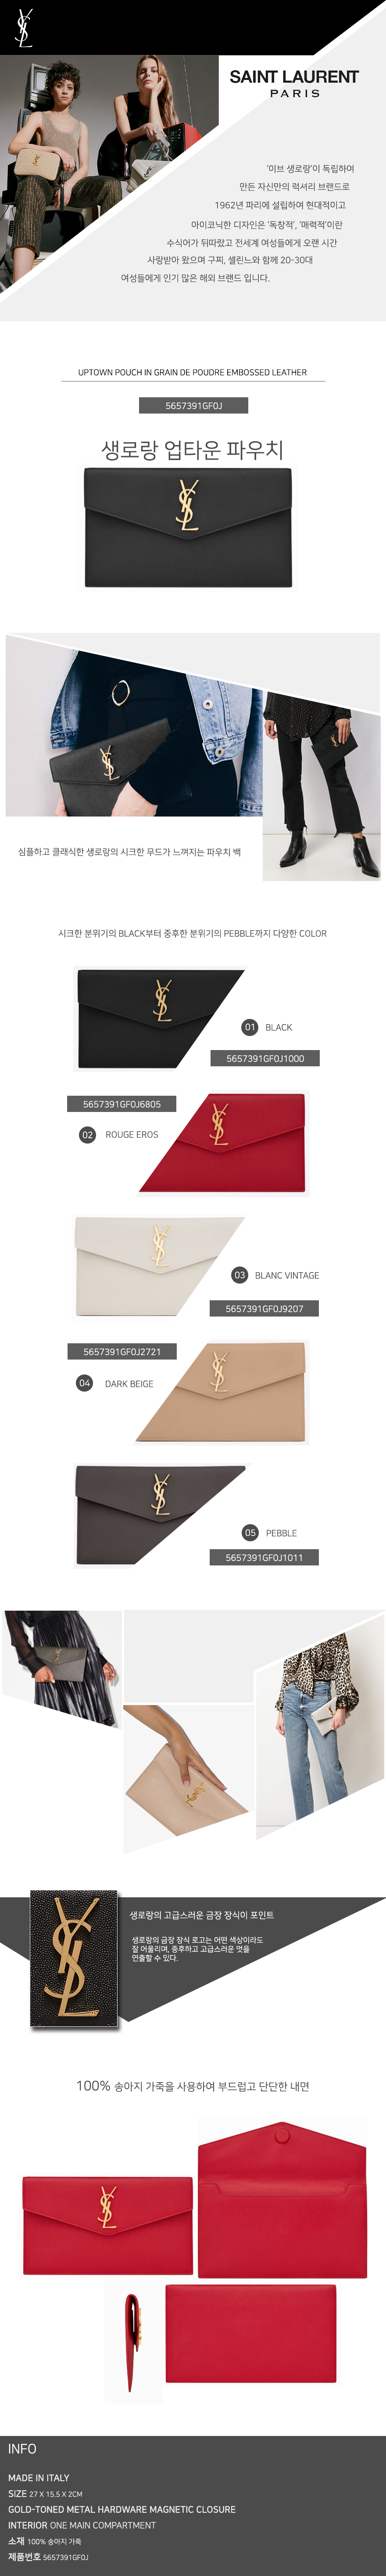 YSL
SAINT LAURENT
PARIS
'이브 생로랑'이 독립하여
만든 자신만의 럭셔리 브랜드로
1962년 파리에 설립하여 현대적이고
아이코닉한 디자인은 '독창적', '매력적'이란
수식어가 뒤따랐고 전세계 여성들에게 오랜 시간
사랑받아 왔으며 구찌, 셀린느와 함께 20-30대
여성들에게 인기 많은 해외 브랜드 입니다.
UPTOWN POUCH IN GRAIN DE POUDRE EMBOSSED LEATHER
5657391GF0J
생로랑 업타운 파우치
심플하고 클래식한 생로랑의 시크한 무드가 느껴지는 파우치 백
시크한 분위기의 BLACK부터 중후한 분위기의 PEBBLE까지 다양한 COLOR
01 BLACK
5657391GF0J1000
5657391GF0J6805
02 ROUGE EROS
03 BLANC VINTAGE
5657391GF0J9207
5657391GF0J2721
04 DARK BEIGE
05 PEBBLE
5657391GF0J1011
생로랑의 고급스러운 금장 장식이 포인트
생로랑의 금장 장식 로고는 어떤 색상이라도
잘 어울리며, 중후하고 고급스러운 멋을
연출할 수 있다.
100% 송아지 가죽을 사용하여 부드럽고 단단한 내면
INFO
MADE IN ITALY
SIZE 27 X 15.5 X 2CM
GOLD-TONED METAL HARDWARE MAGNETIC CLOSURE
INTERIOR ONE MAIN COMPARTMENT
소재 100% 송아지 가죽
제품번호 5657391GF0J